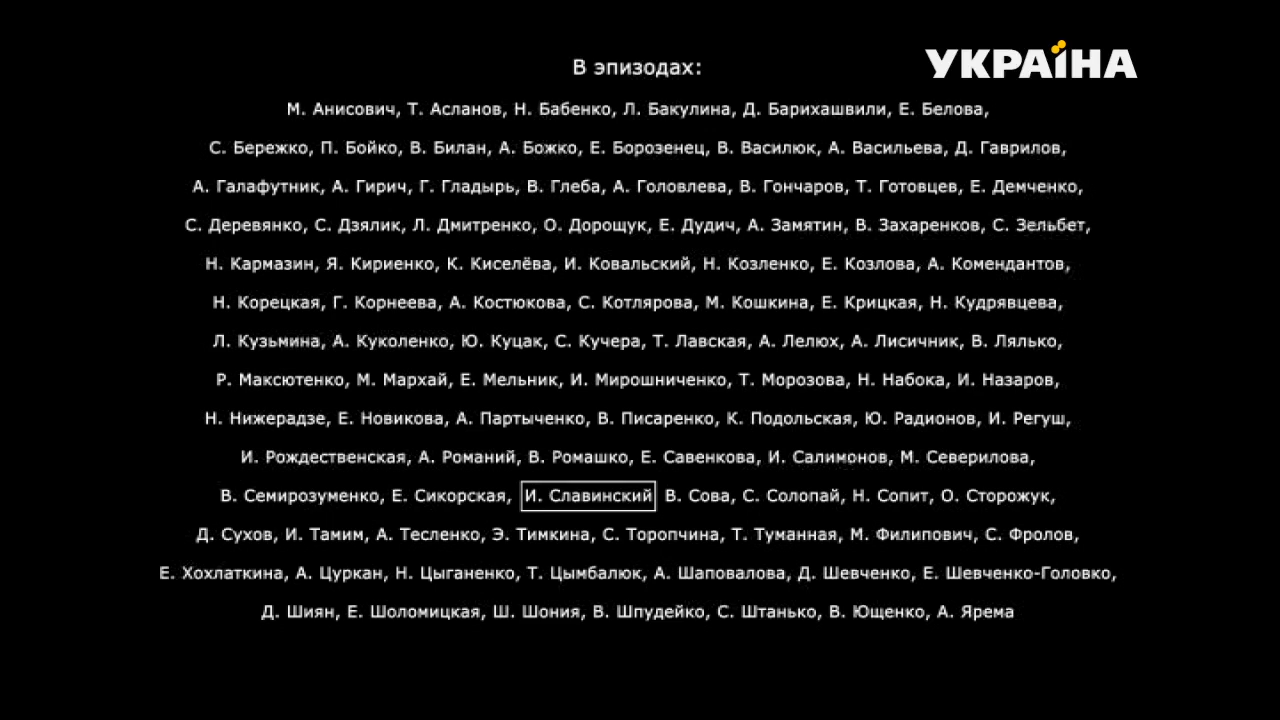 УКРАЇНА
В эпизодах:
М. Анисович, Т. Асланов, Н. Бабенко, Л. Бакулина, Д. Барихашвили, Е. Белова,
С. Бережко, П. Бойко, В. Билан, А. Божко, Е. Борозенец, В. Василюк, А. Васильева, Д. Гаврилов,
А. Галафутник, А. Гирич, Г. Гладырь, В. Глеба, А. Головлева, В. Гончаров, Т. Готовцев, Е. Демченко,
С. Деревянко, С. Дзялик, Л. Дмитренко, О. Дорощук, Е. Дудич, А. Замятин, В. Захаренков, С. Зельбет,
Н. Кармазин, Я. Кириенко, К. Киселёва, И. Ковальский, Н. Козленко, Е. Козлова, А. Комендантов,
Н. Корецкая, Г. Корнеева, А. Костюкова, С. Котлярова, М. Кошкина, Е. Крицкая, Н. Кудрявцева,
Л. Кузьмина, А. Куколенко, Ю. Куцак, С. Кучера, Т. Лавская, А. Лелюх, А. Лисичник, В. Лялько,
Р. Максютенко, М. Мархай, Е. Мельник, И. Мирошниченко, Т. Морозова, Н. Набока, И. Назаров,
Н. Нижерадзе, Е. Новикова, А. Партыченко, В. Писаренко, К. Подольская, Ю. Радионов, И. Регуш,
И. Рождественская, А. Романий, В. Ромашко, Е. Савенкова, И. Салимонов, М. Северилова,
В. Семирозуменко, Е. Сикорская, И. Славинский В. Сова, С. Солопай, Н. Сопит, О. Сторожук,
Д. Сухов, И. Тамим, А. Тесленко, Э. Тимкина, С. Торопчина, Т. Туманная, М. Филипович, С. Фролов,
Е. Хохлаткина, А. Цуркан, Н. Цыганенко, Т. Цымбалюк, А. Шаповалова, Д. Шевченко, Е. Шевченко-Головко,
Д. Шиян, Е. Шоломицкая, Ш. Шония, В. Шпудейко, С. Штанько, В. Ющенко, А. Ярема